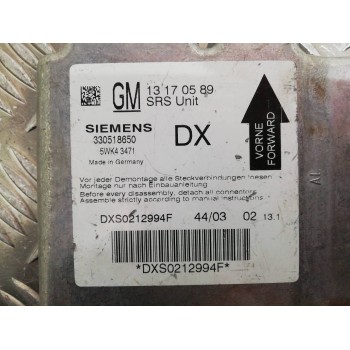 GM 13 17 05 89
SRS Unit
SIEMENS
330518650
5WK4 3471
Made in Germany
DX
VORNE
FORWARD
Vor jeder Demontage alle Steckverbindungen loesen
Montage nur nach Einbauanleitung
Before every disassembly, detach all connectors
Assemble strictly according to manual instructions
DXS0212994F 44/03 02 13.1
*DXS0212994F*